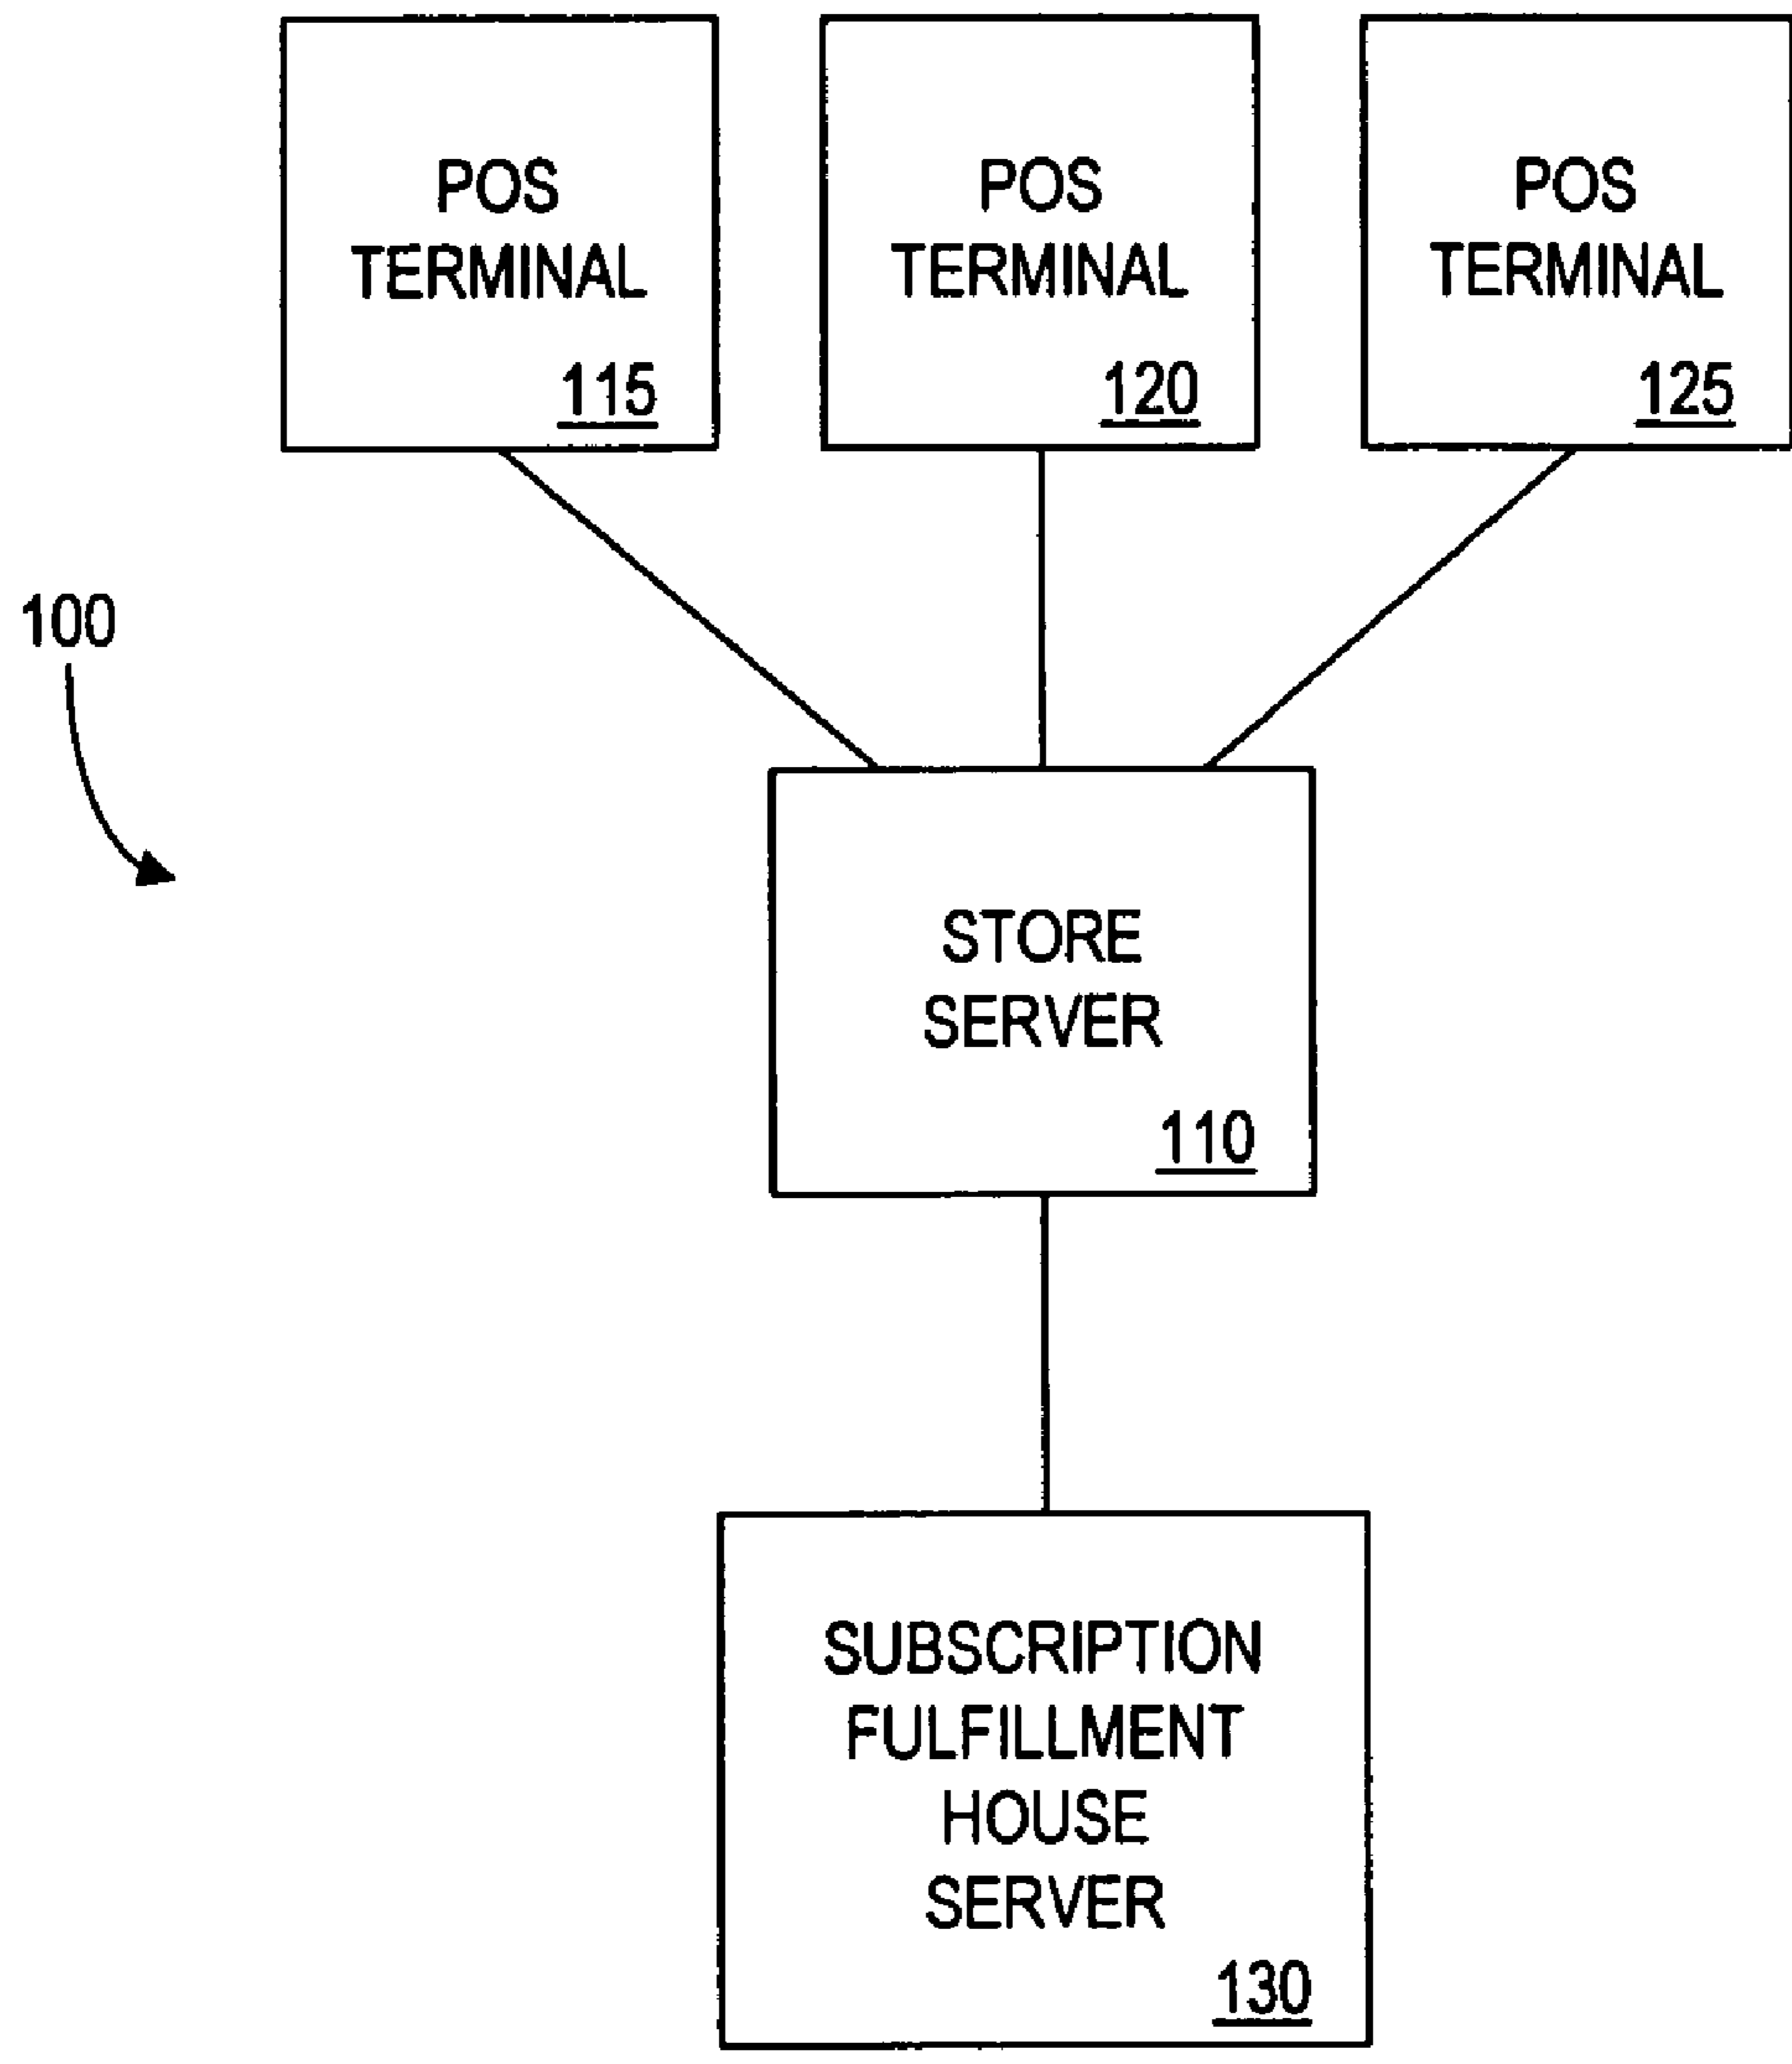 POS
TERMINAL
115
POS
TERMINAL
120
POS
TERMINAL
125
100
STORE
SERVER
110
SUBSCRIPTION
FULFILLMENT
HOUSE
SERVER
130